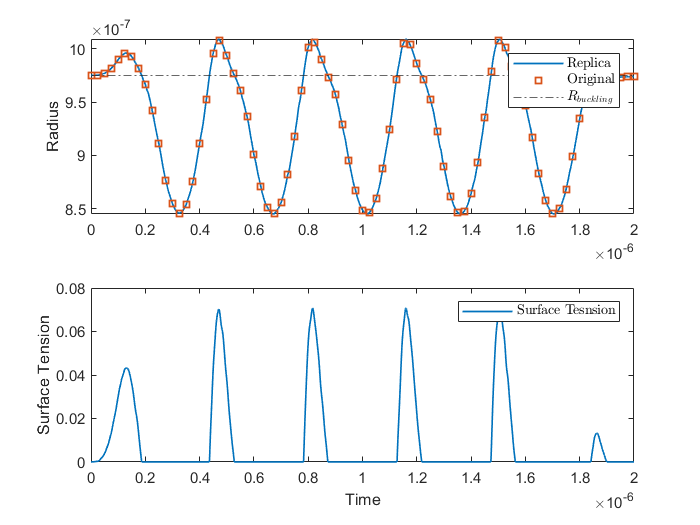 ×10-7
10
9.5
9
8.5
Radius
Replica
Original
Rbuckling
0 0.2 0.4 0.6 0.8 1 1.2 1.4 1.6 1.8 2
×10-6
0.08
0.06
0.04
0.02
0
Surface Tension
Surface Tesnsion
0 0.2 0.4 0.6 0.8 1 1.2 1.4 1.6 1.8 2
Time
×10-6